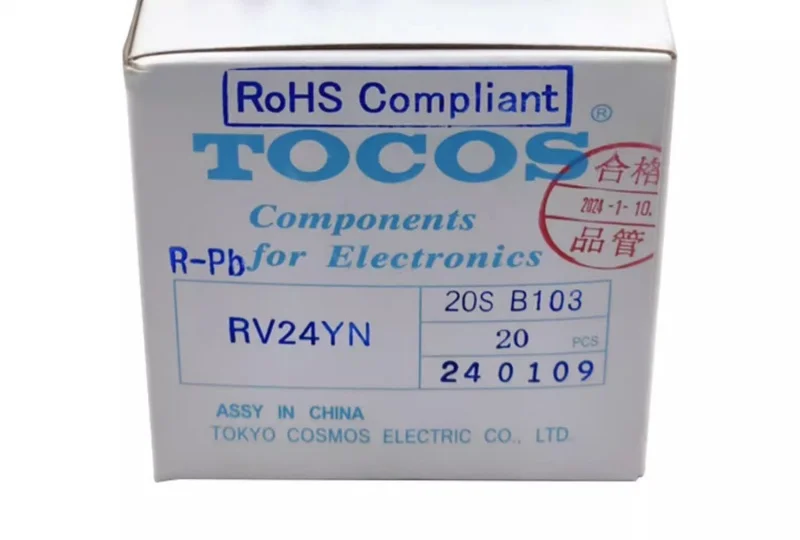 RoHS Compliant
TOCOS®
Components
for Electronics
R-Pb
合格
2024-1-10.
品管
RV24YN
20S B103
20 PCS
240109
ASSY IN CHINA
TOKYO COSMOS ELECTRIC CO., LTD.